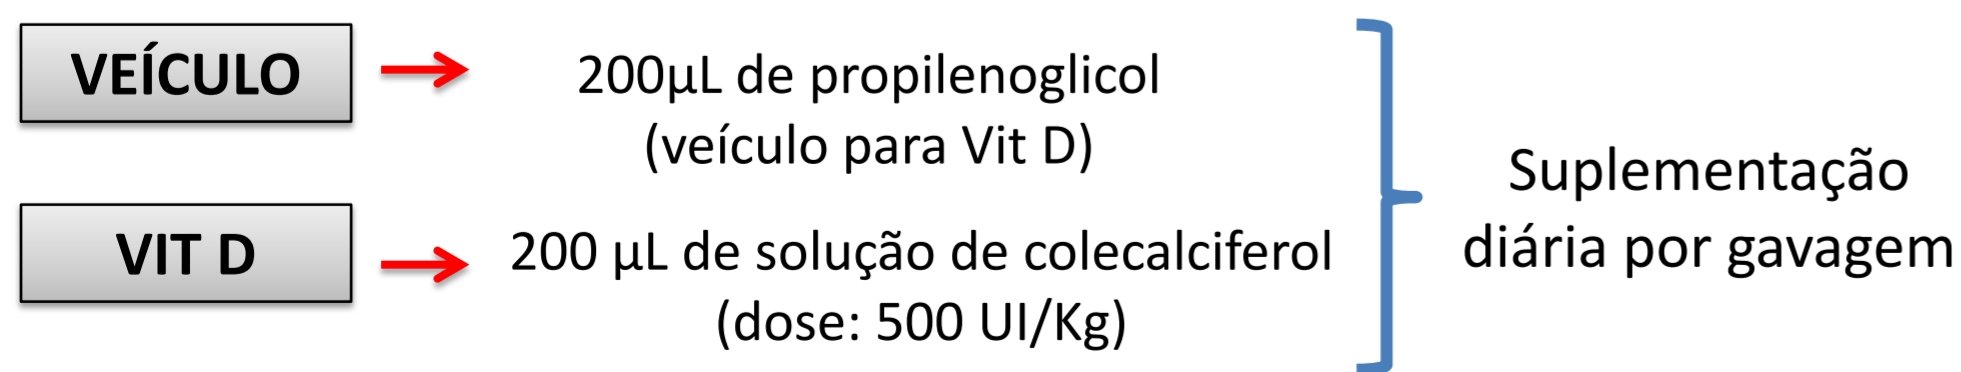 VEÍCULO
200µL de propilenoglicol
(veículo para Vit D)
VIT D
200 µL de solução de colecalciferol
(dose: 500 UI/Kg)
Suplementação
diária por gavagem